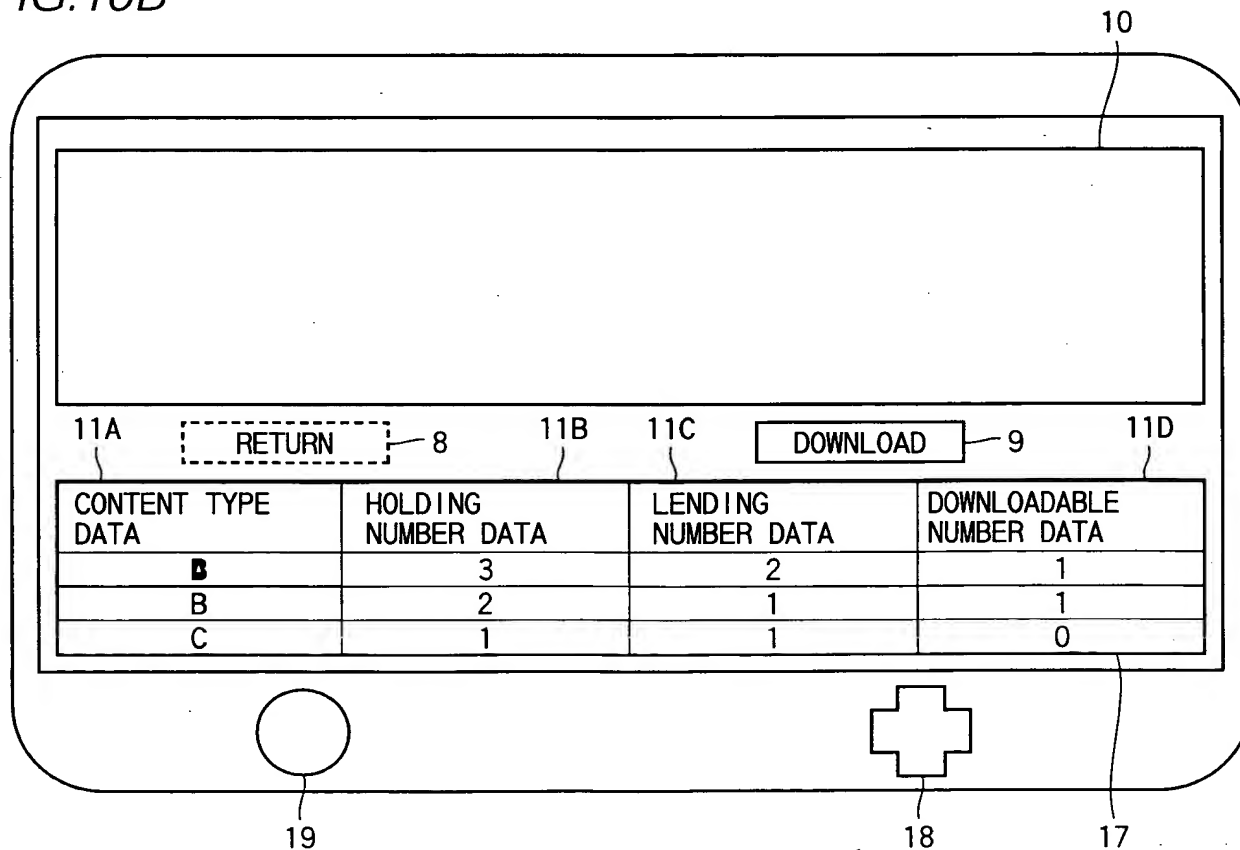 IG.10B
10
11A
RETURN
8
11B
11C
DOWNLOAD
9
11D
CONTENT TYPE DATA
HOLDING NUMBER DATA
LENDING NUMBER DATA
DOWNLOADABLE NUMBER DATA
B 3 2 1
B 2 1 1
C 1 1 0
19
18
17